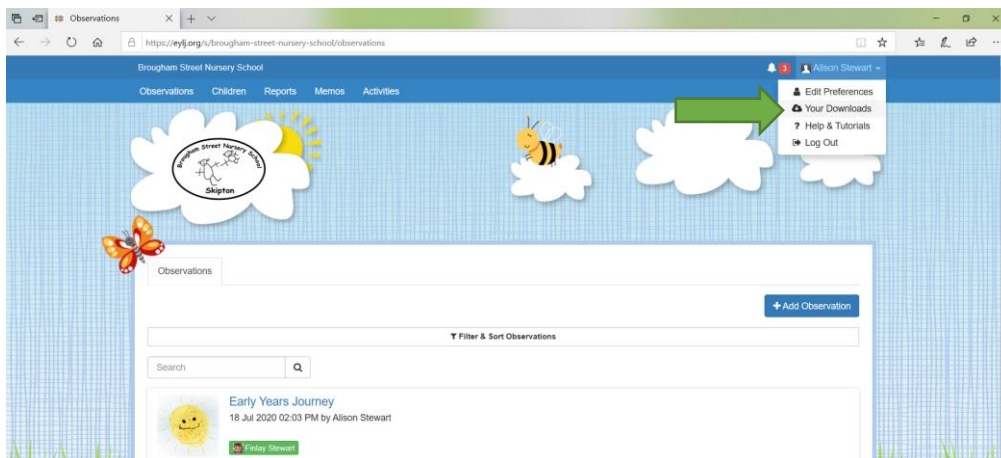 Observations
https://eylj.org/s/brougham-street-nursery-school/observations
Brougham Street Nursery School
3
Alison Stewart
Observations Children Reports Memos Activities
Edit Preferences
Your Downloads
? Help & Tutorials
Log Out
Brougham Street Nursery School
Skipton
Observations
+ Add Observation
Filter & Sort Observations
Search
Early Years Journey
18 Jul 2020 02:03 PM by Alison Stewart
Finlay Stewart